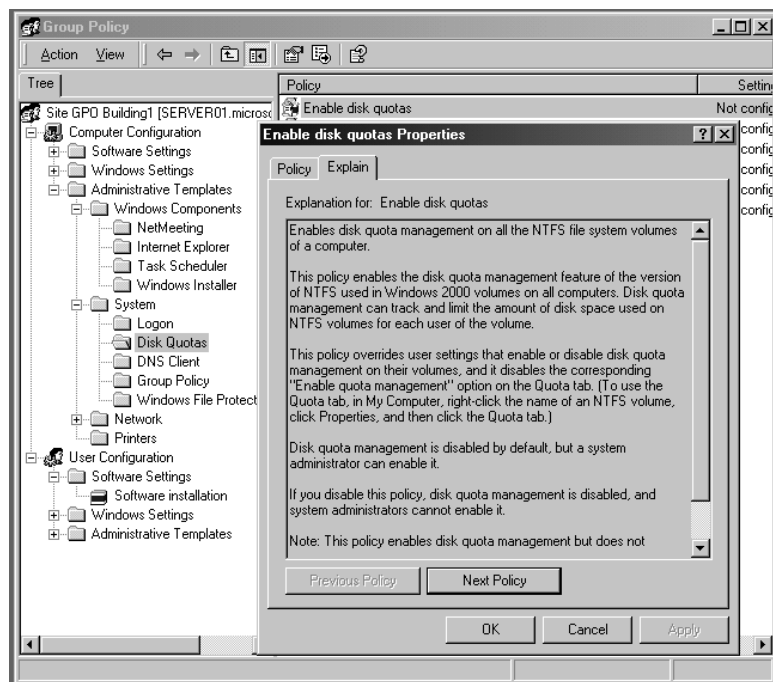 Group Policy
Action View
Tree
Policy
Setting
Site GPO Building1 [SERVER01.microso
Enable disk quotas
Not config
Computer Configuration
Software Settings
Windows Settings
Administrative Templates
Windows Components
NetMeeting
Internet Explorer
Task Scheduler
Windows Installer
System
Logon
Disk Quotas
DNS Client
Group Policy
Windows File Protect
Network
Printers
User Configuration
Software Settings
Software installation
Windows Settings
Administrative Templates
config
config
config
config
config
Enable disk quotas Properties
Policy Explain
Explanation for: Enable disk quotas
Enables disk quota management on all the NTFS file system volumes
of a computer.
This policy enables the disk quota management feature of the version
of NTFS used in Windows 2000 volumes on all computers. Disk quota
management can track and limit the amount of disk space used on
NTFS volumes for each user of the volume.
This policy overrides user settings that enable or disable disk quota
management on their volumes, and it disables the corresponding
"Enable quota management" option on the Quota tab. (To use the
Quota tab, in My Computer, right-click the name of an NTFS volume,
click Properties, and then click the Quota tab.)
Disk quota management is disabled by default, but a system
administrator can enable it.
If you disable this policy, disk quota management is disabled, and
system administrators cannot enable it.
Note: This policy enables disk quota management but does not
Previous Policy Next Policy
OK Cancel Apply